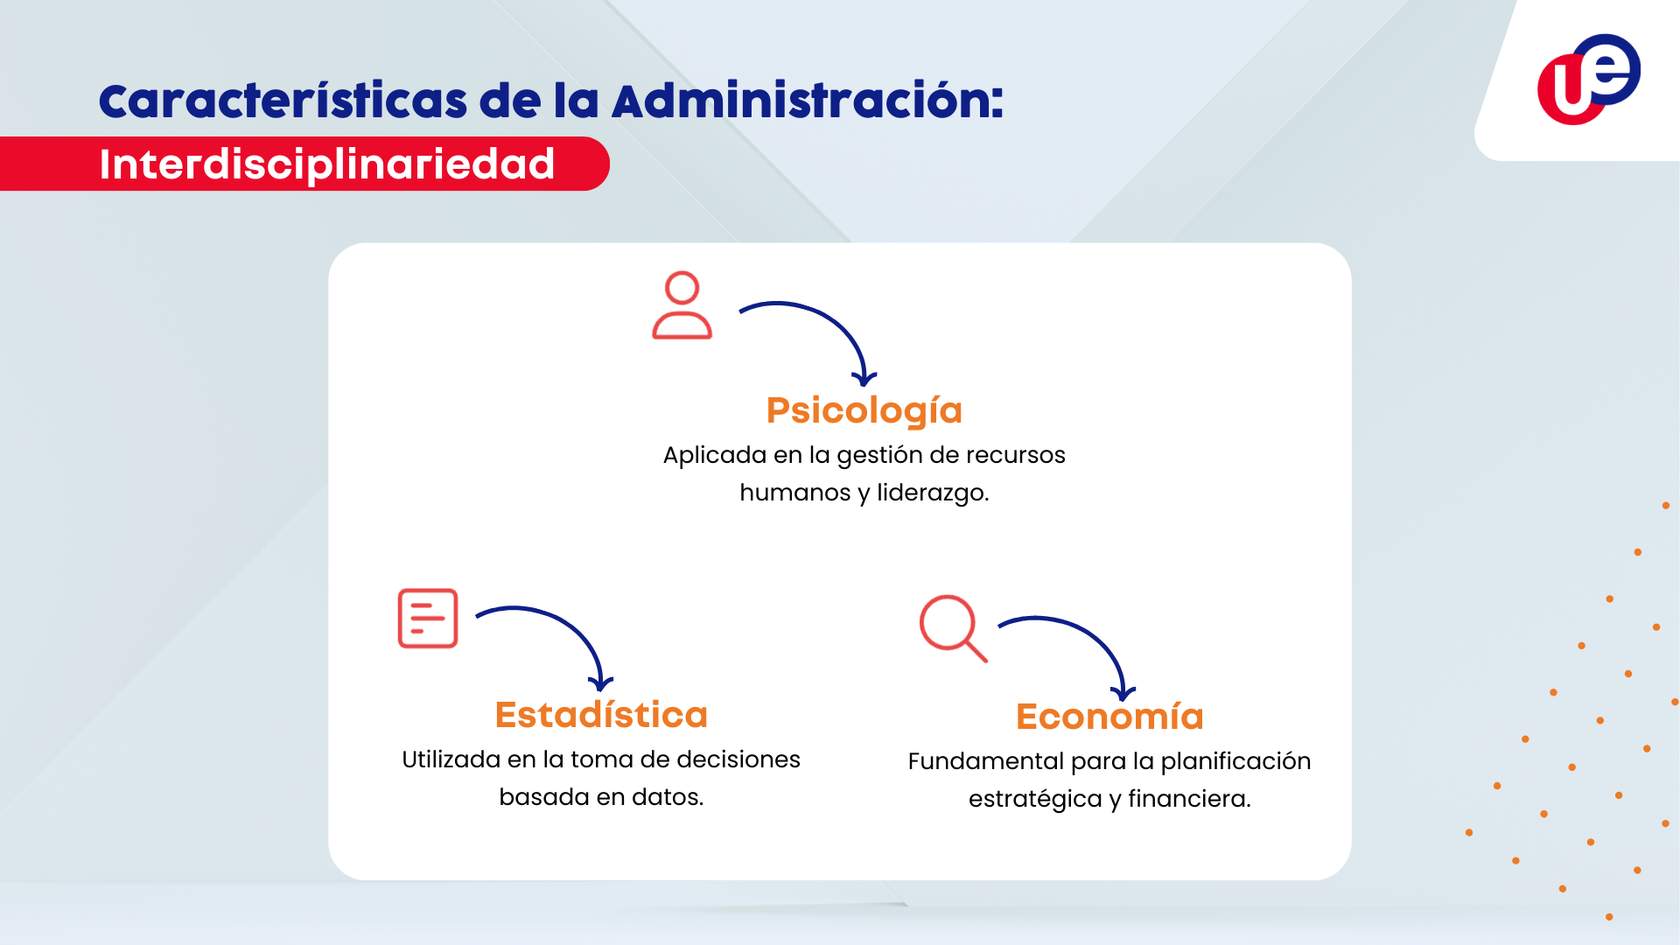 Características de la Administración:
Interdisciplinariedad
ue
Psicología
Aplicada en la gestión de recursos
humanos y liderazgo.
Estadística
Utilizada en la toma de decisiones
basada en datos.
Economía
Fundamental para la planificación
estratégica y financiera.